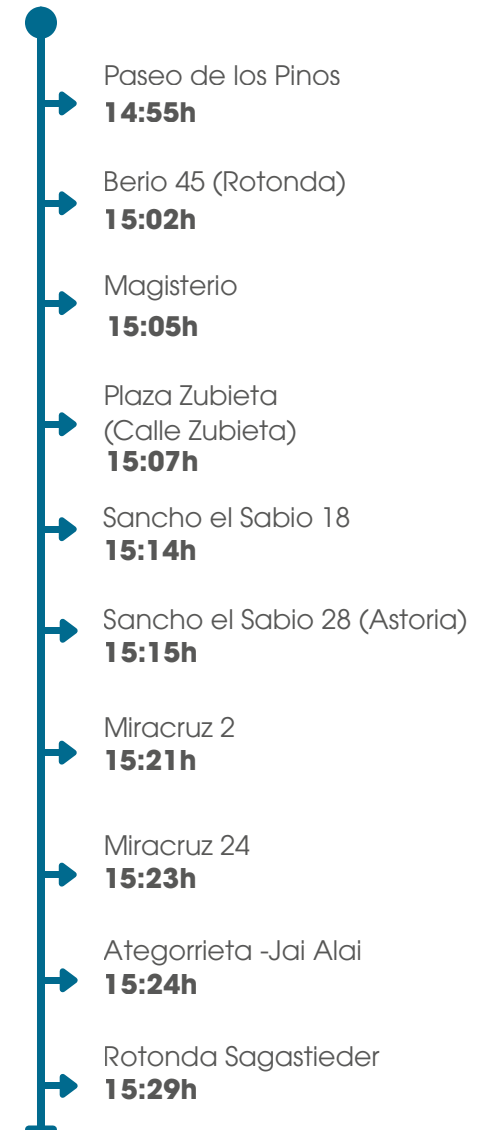 Paseo de los Pinos
14:55h
Berio 45 (Rotonda)
15:02h
Magisterio
15:05h
Plaza Zubieta
(Calle Zubieta)
15:07h
Sancho el Sabio 18
15:14h
Sancho el Sabio 28 (Astoria)
15:15h
Miracruz 2
15:21h
Miracruz 24
15:23h
Ategorrieta -Jai Alai
15:24h
Rotonda Sagastieder
15:29h